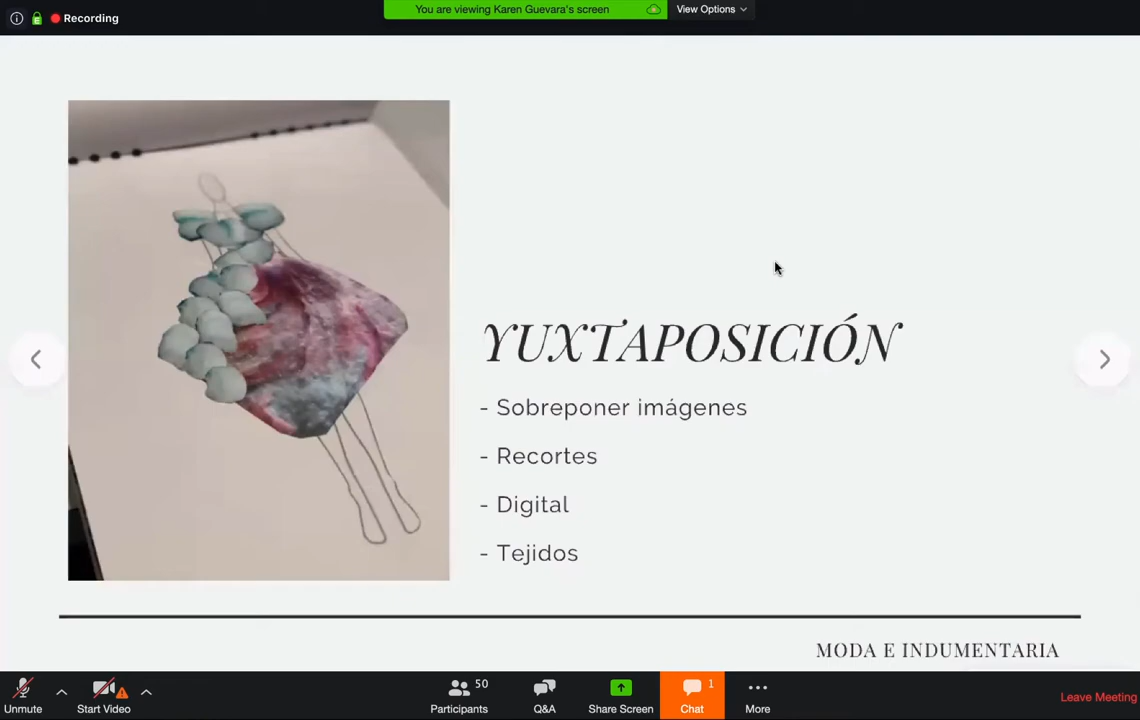 Recording
You are viewing Karen Guevara's screen
View Options
YUXTAPOSICIÓN
- Sobreponer imágenes
- Recortes
- Digital
- Tejidos
MODA E INDUMENTARIA
Unmute
Start Video
50
Participants
Q&A
Share Screen
1
Chat
More
Leave Meeting